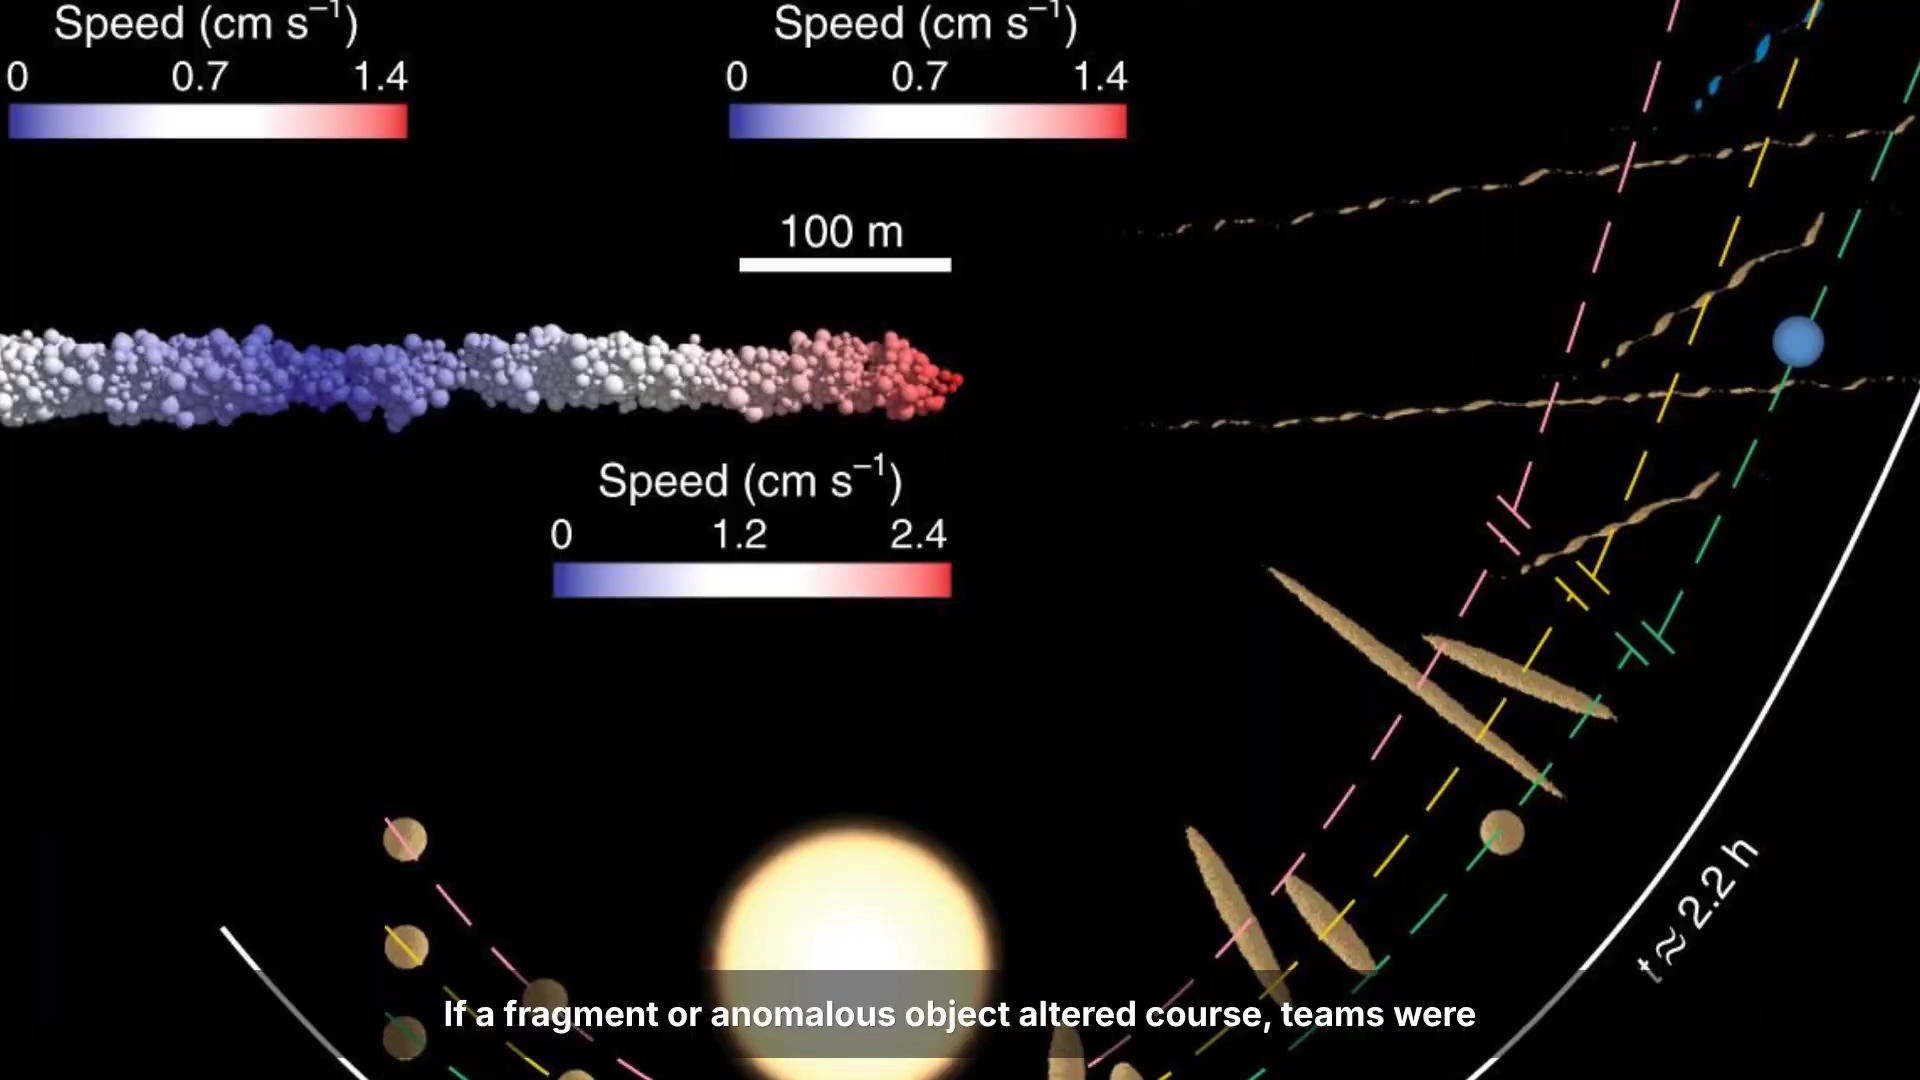 Speed (cm s⁻¹)
0 0.7 1.4
Speed (cm s⁻¹)
0 0.7 1.4
100 m
Speed (cm s⁻¹)
0 1.2 2.4
t ≈ 2.2 h
If a fragment or anomalous object altered course, teams were